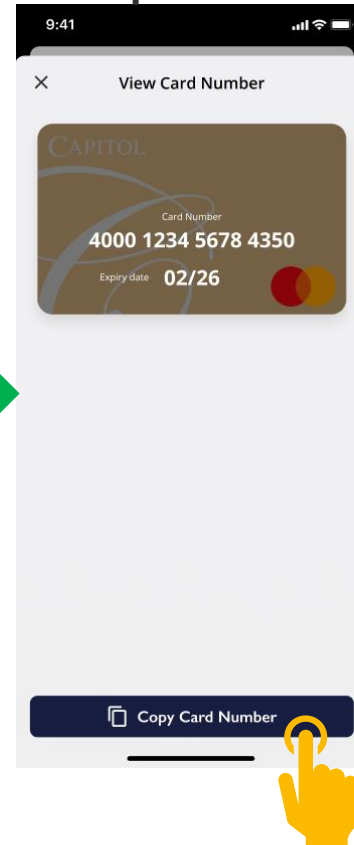 9:41
View Card Number
CAPITOL
Card Number
4000 1234 5678 4350
Expiry date 02/26
Copy Card Number